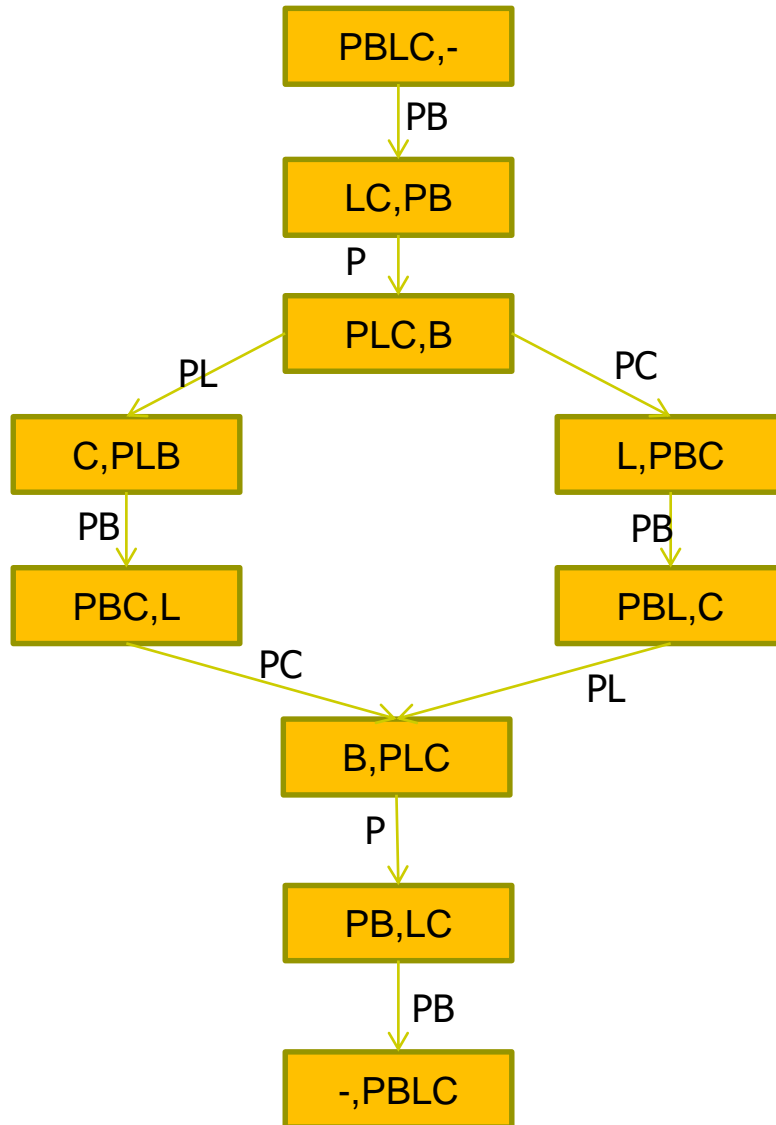 PBLC,-
PB
LC,PB
P
PLC,B
PL
PC
C,PLB
L,PBC
PB
PB
PBC,L
PBL,C
PC
PL
B,PLC
P
PB,LC
PB
-,PBLC